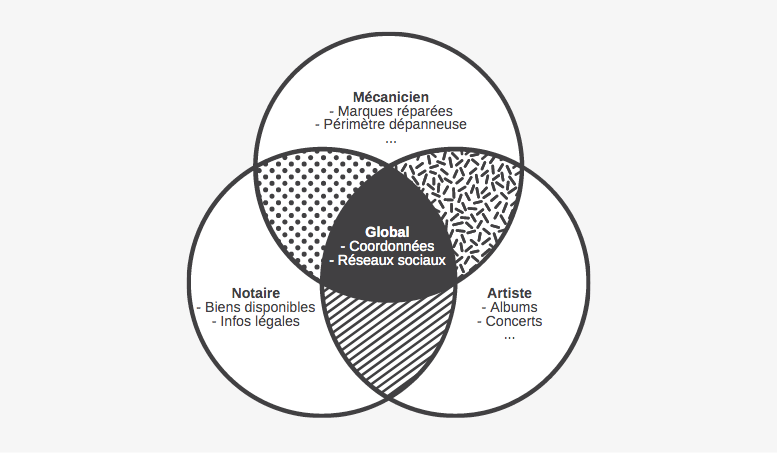 Mécanicien
- Marques réparées
- Périmètre dépanneuse
...
Global
- Coordonnées
- Réseaux sociaux
Notaire
- Biens disponibles
- Infos légales
Artiste
- Albums
- Concerts
...